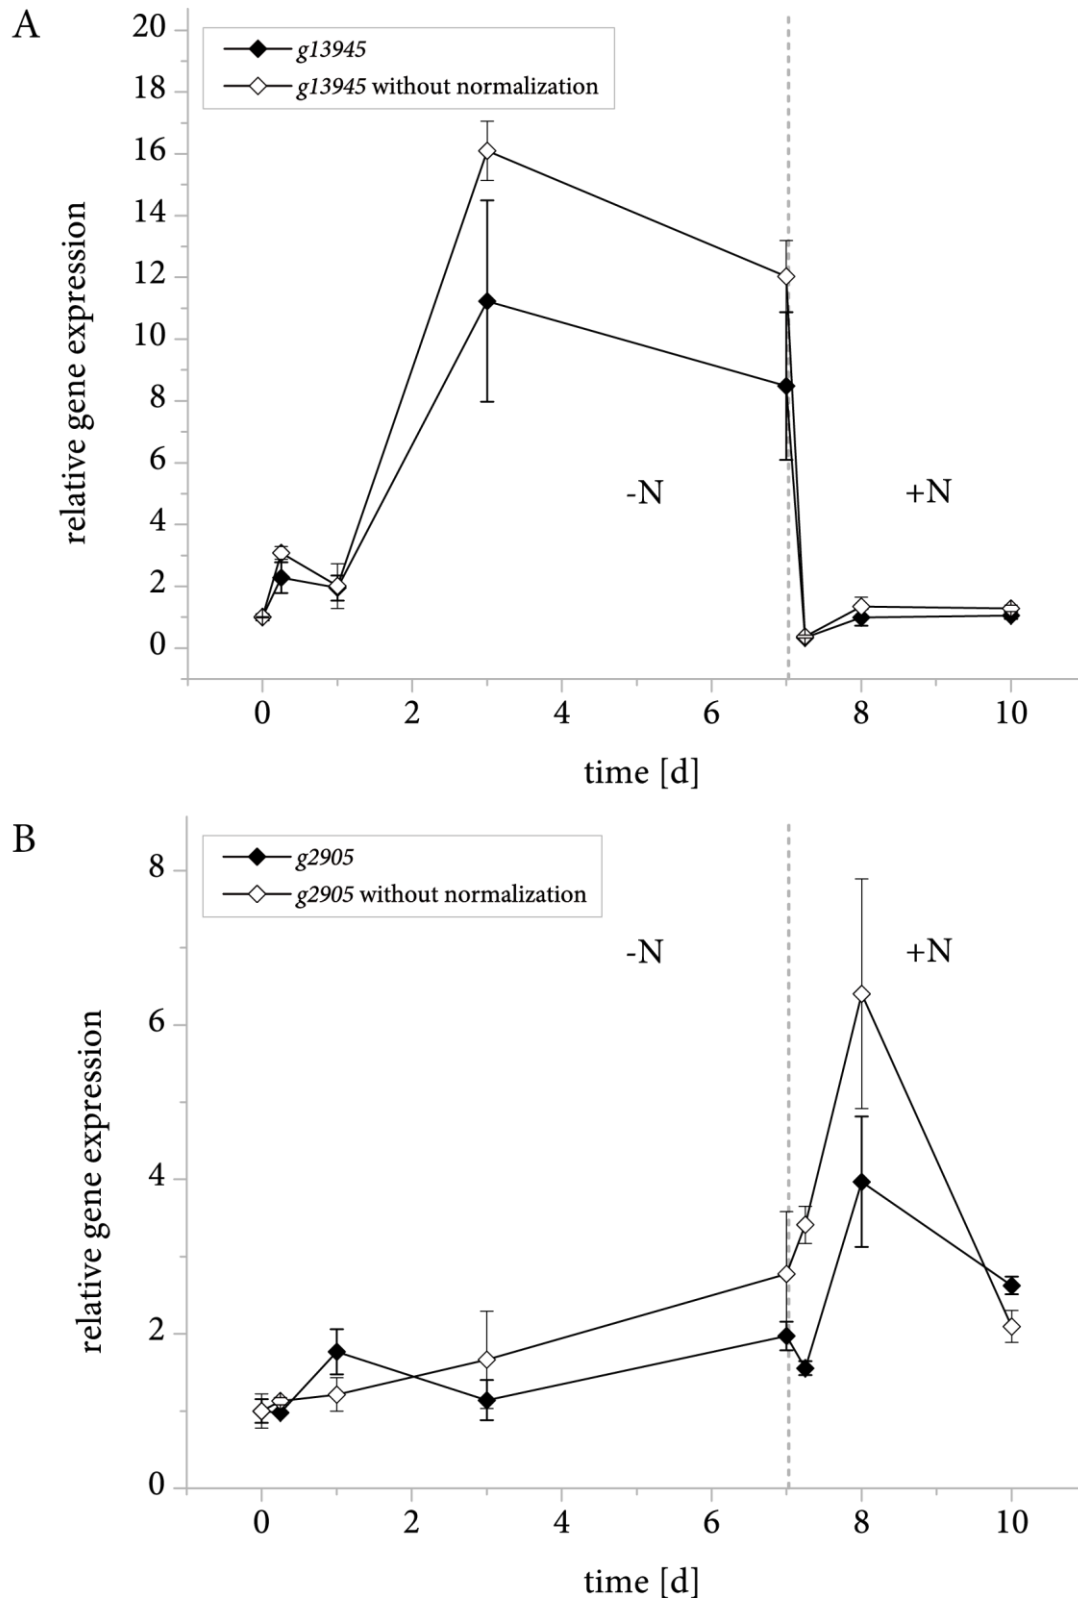 A
g13945
g13945 without normalization
20
18
16
14
12
10
8
6
4
2
0
relative gene expression
-N
+N
0 2 4 6 8 10
time [d]
B
g2905
g2905 without normalization
8
6
4
2
0
relative gene expression
-N
+N
0 2 4 6 8 10
time [d]